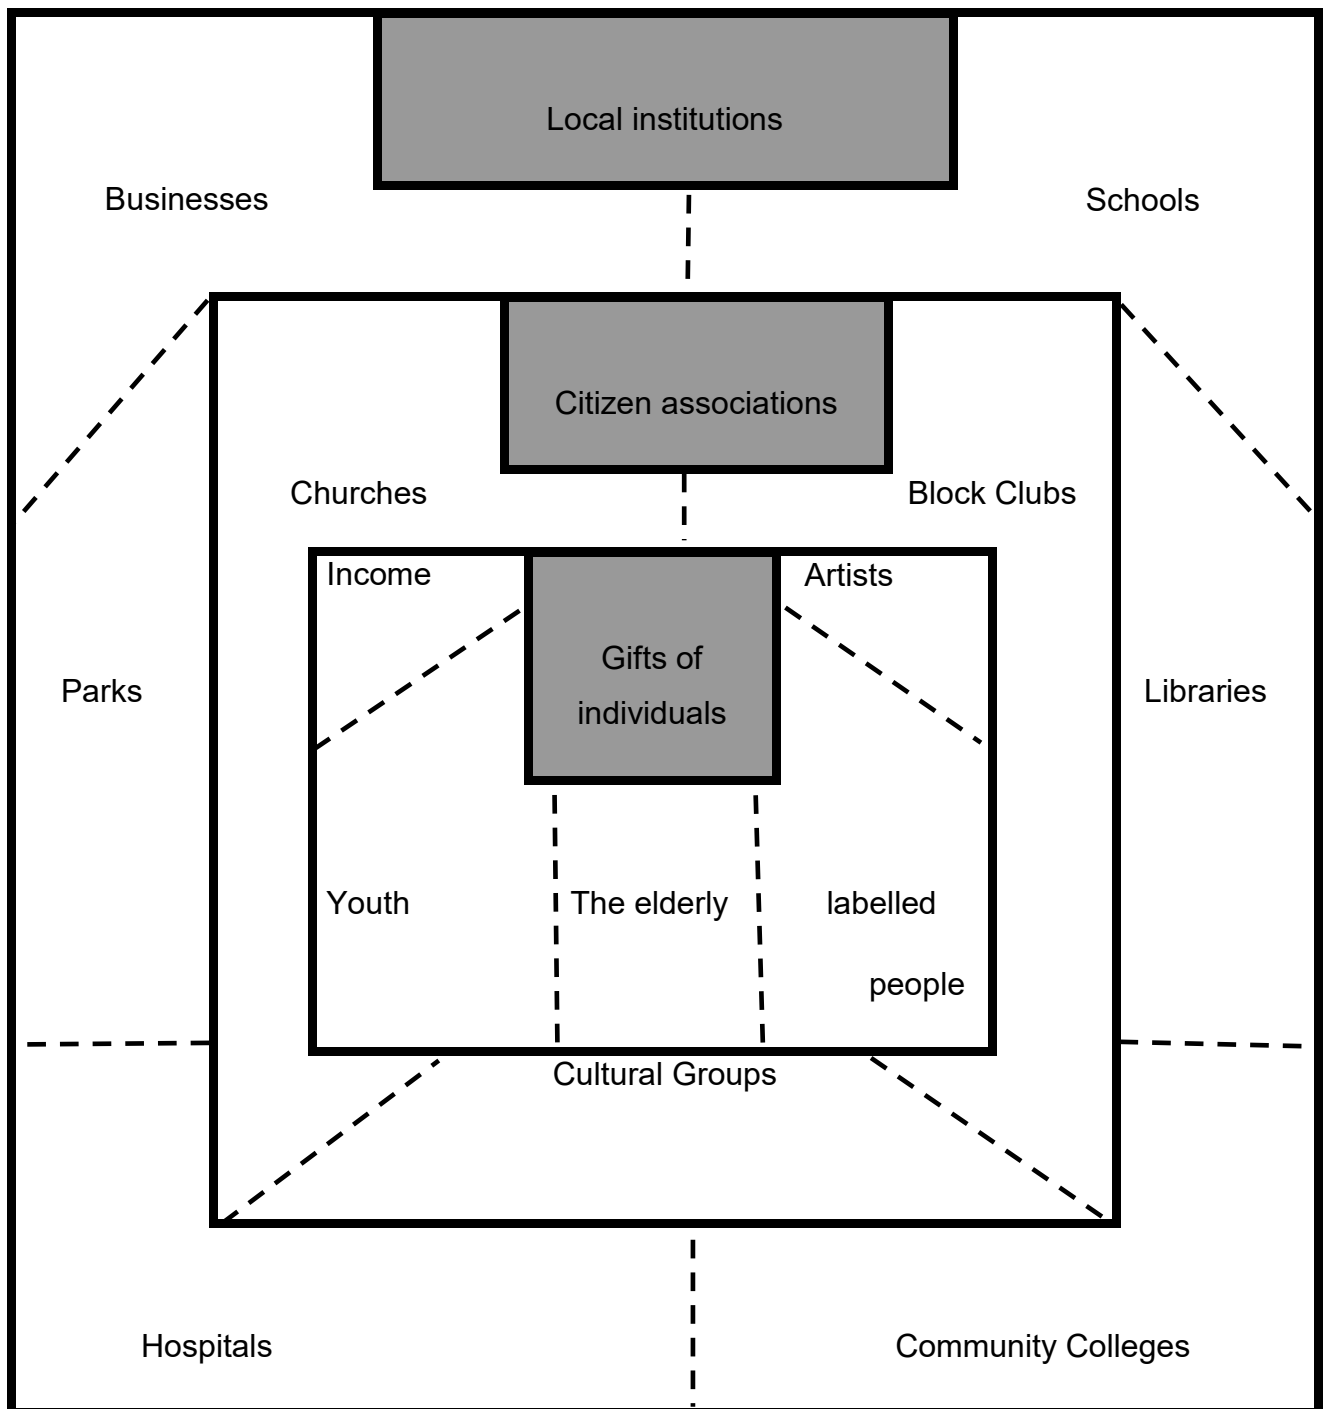 Local institutions
Businesses
Schools
Citizen associations
Churches
Block Clubs
Income
Artists
Gifts of
individuals
Parks
Libraries
Youth
The elderly
labelled
people
Cultural Groups
Hospitals
Community Colleges